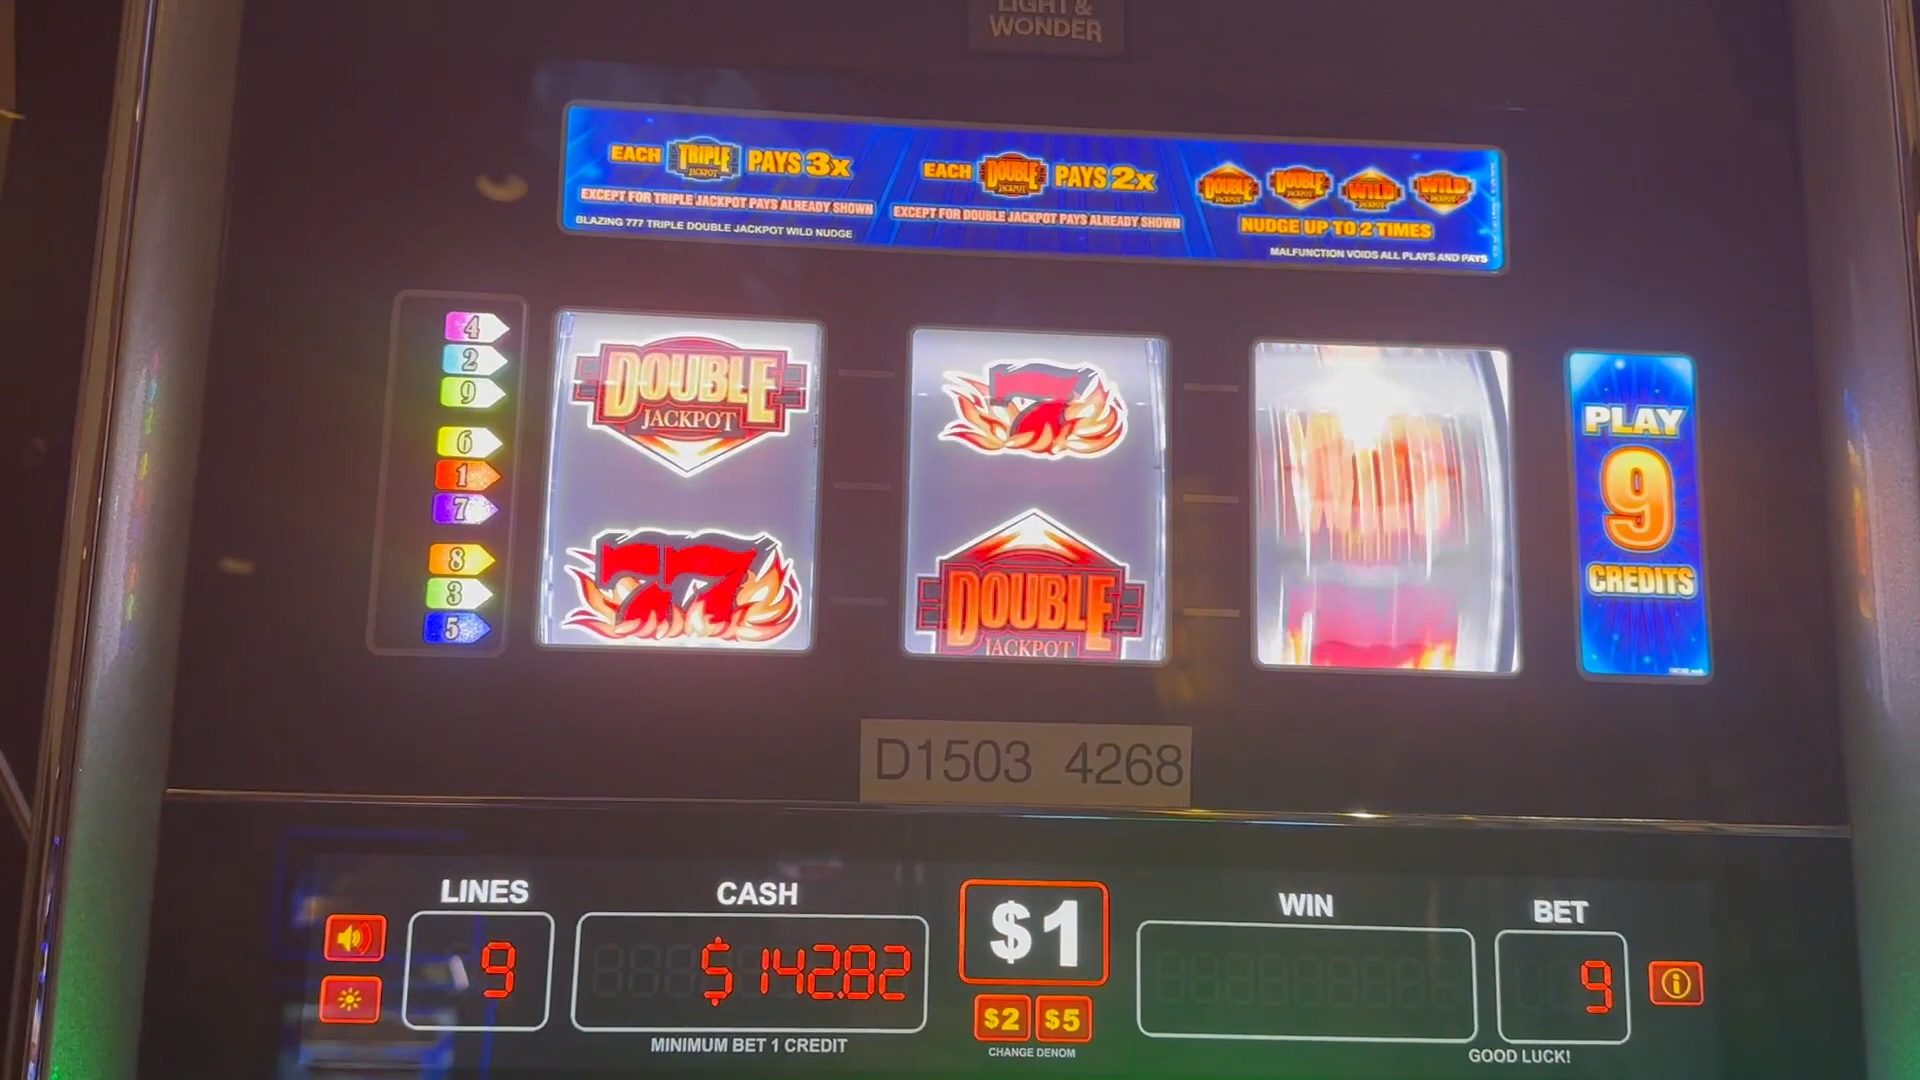 LIGHT &
WONDER
EACH TRIPLE JACKPOT PAYS 3x
EXCEPT FOR TRIPLE JACKPOT PAYS ALREADY SHOWN
BLAZING 777 TRIPLE DOUBLE JACKPOT WILD NUDGE
EACH DOUBLE JACKPOT PAYS 2x
EXCEPT FOR DOUBLE JACKPOT PAYS ALREADY SHOWN
DOUBLE JACKPOT DOUBLE JACKPOT WILD JACKPOT WILD JACKPOT
NUDGE UP TO 2 TIMES
MALFUNCTION VOIDS ALL PLAYS AND PAYS
4
2
9
6
1
7
8
3
5
DOUBLE
JACKPOT
77
7
DOUBLE
JACKPOT
PLAY
9
CREDITS
D1503 4268
LINES
9
CASH
$142.82
MINIMUM BET 1 CREDIT
$1
$2 $5
CHANGE DENOM
WIN
BET
9
GOOD LUCK!